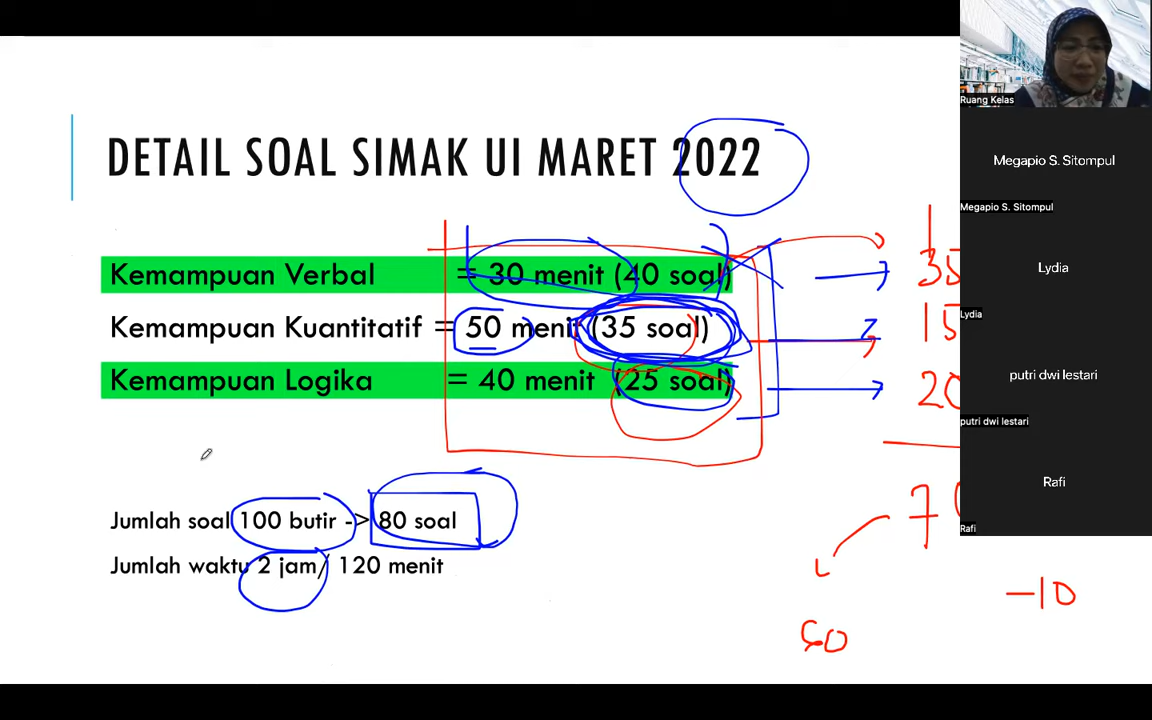 Ruang Kelas
DETAIL SOAL SIMAK UI MARET 2022
Megapio S. Sitompul
Megapio S. Sitompul
Kemampuan Verbal = 30 menit (40 soal) 35
Lydia
Lydia
Kemampuan Kuantitatif = 50 menit (35 soal) 15
Kemampuan Logika = 40 menit (25 soal) 20
putri dwi lestari
putri dwi lestari
Rafi
Rafi
Jumlah soal 100 butir -> 80 soal
Jumlah waktu 2 jam/ 120 menit
-10